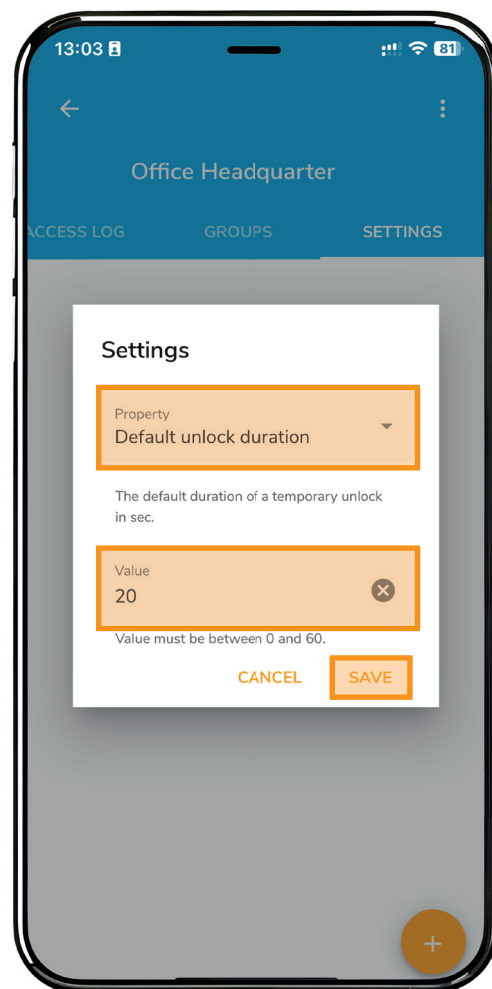 13:03
81
Office Headquarter
ACCESS LOG GROUPS SETTINGS
Settings
Property
Default unlock duration
The default duration of a temporary unlock
in sec.
Value
20
Value must be between 0 and 60.
CANCEL SAVE